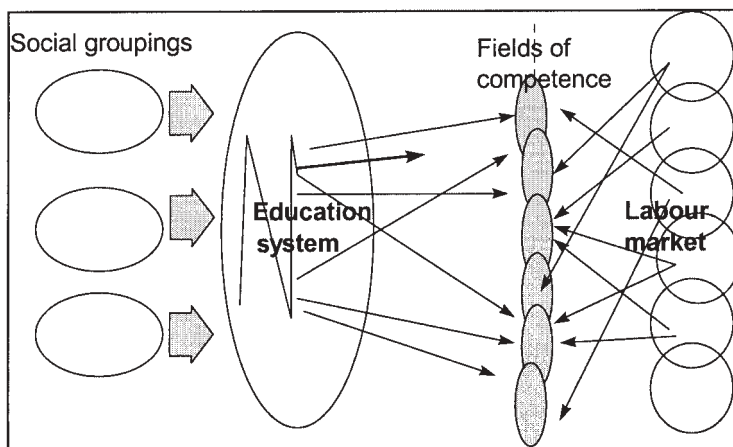 Social groupings
Fields of
competence
Education
system
Labour
market